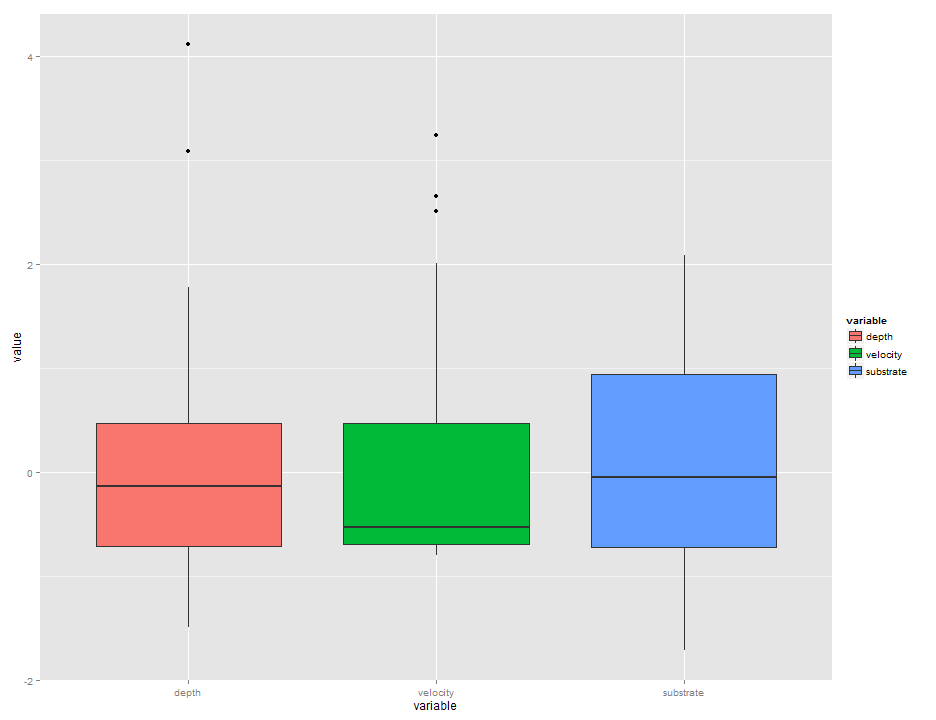 4
2
0
-2
value
depth
velocity
substrate
variable
variable
depth
velocity
substrate